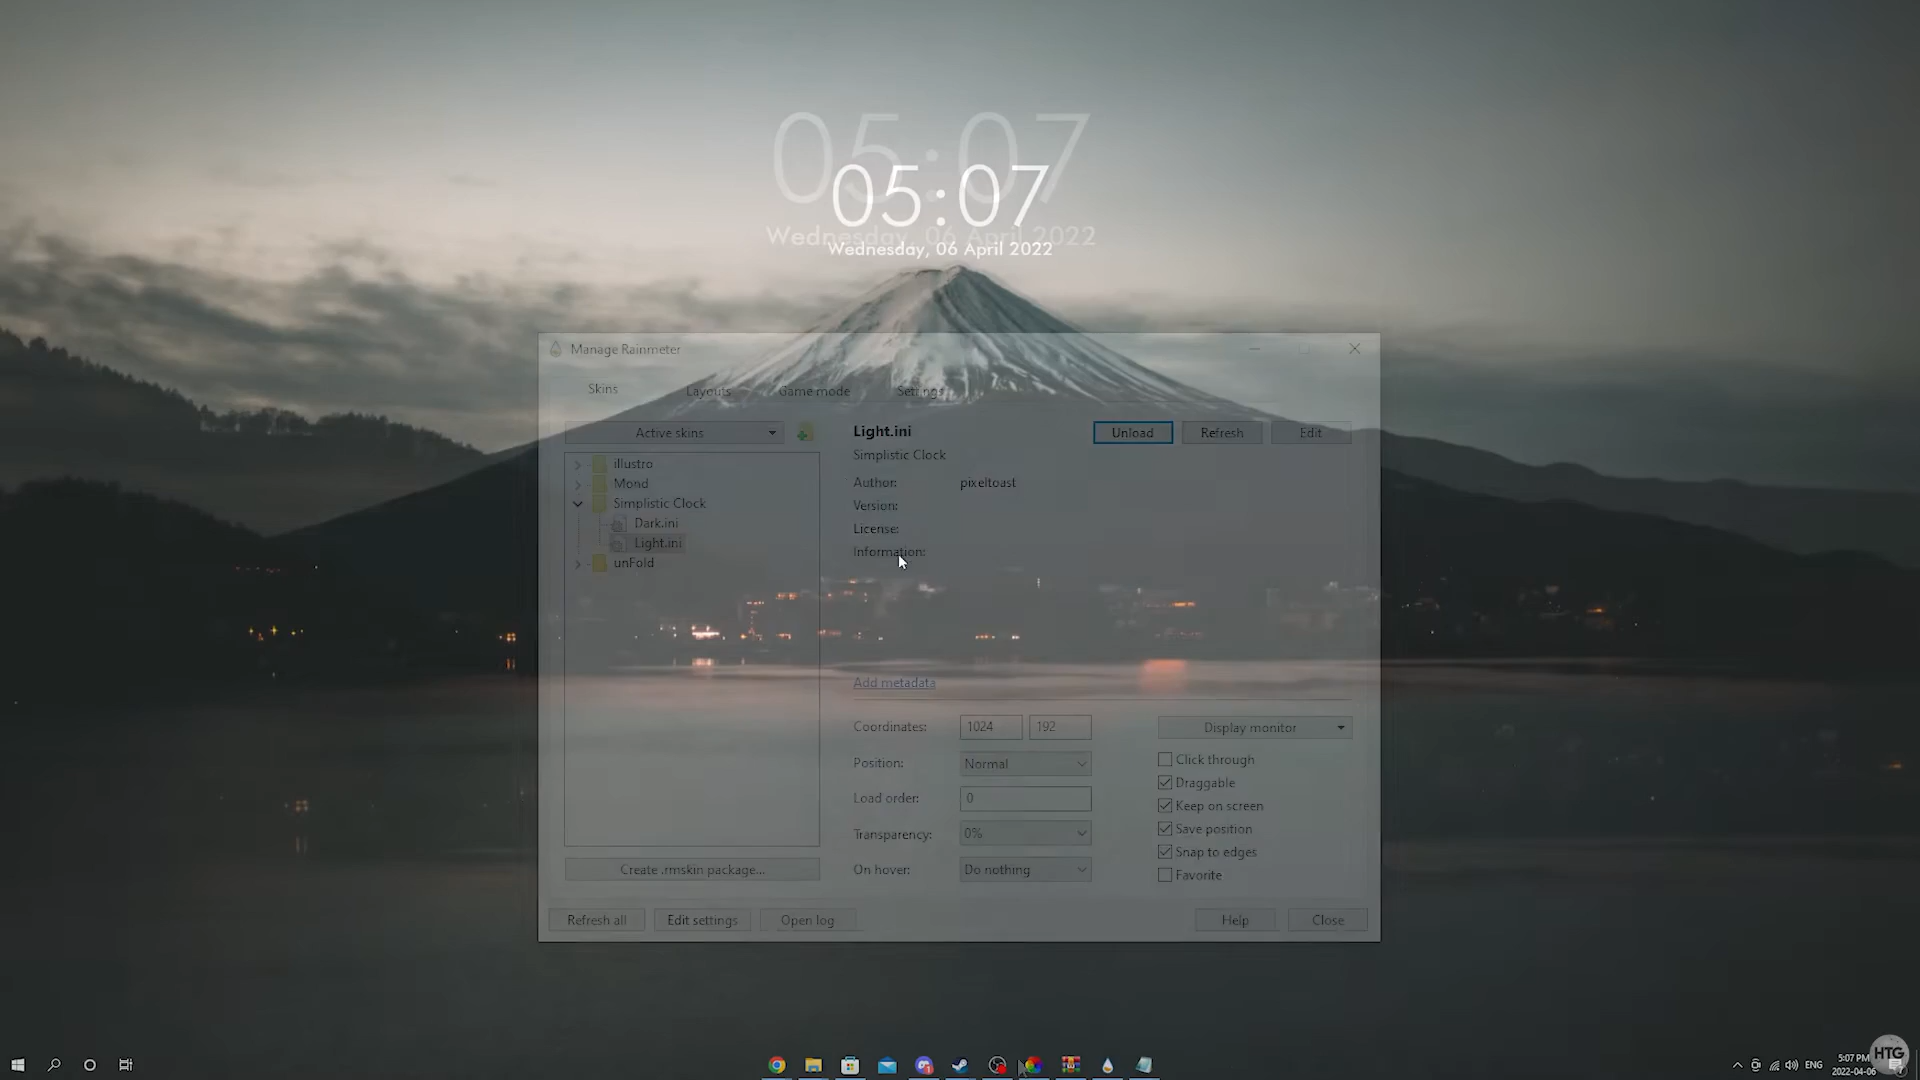 05:07
Wednesday, 06 April 2022
05:07
Wednesday, 06 April 2022
Manage Rainmeter
Skins
Layouts
Game mode
Settings
Active skins
illustro
Mond
Simplistic Clock
Dark.ini
Light.ini
unFold
Create .rmskin package...
Light.ini
Unload
Refresh
Edit
Simplistic Clock
Author: pixeltoast
Version:
License:
Information:
Add metadata
Coordinates: 1024 192
Display monitor
Position: Normal
Load order: 0
Transparency: 0%
On hover: Do nothing
Click through
Draggable
Keep on screen
Save position
Snap to edges
Favorite
Refresh all
Edit settings
Open log
Help
Close
ENG
5:07 PM
2022-04-06
HTG